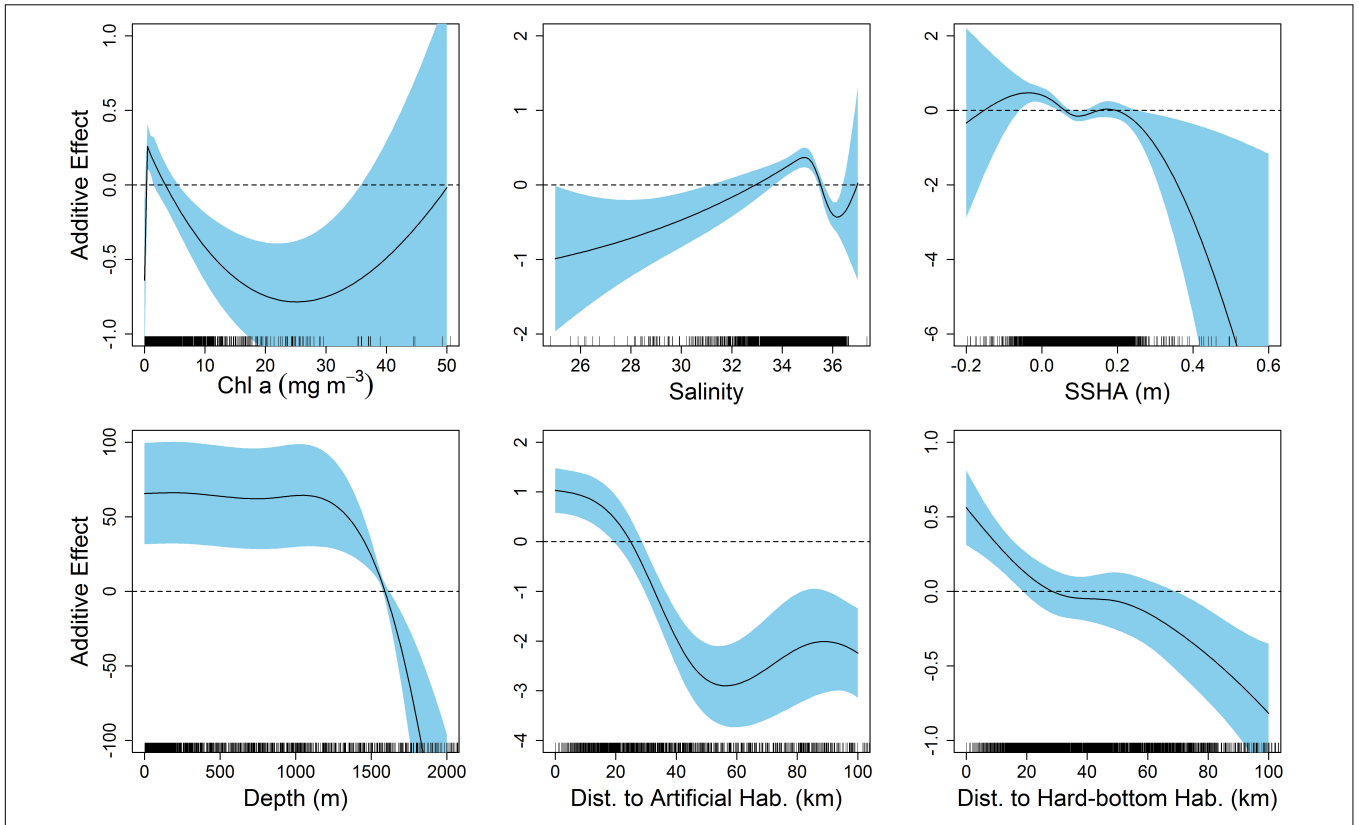 Additive Effect
1.0
0.5
0.0
-0.5
-1.0
0 10 20 30 40 50
Chl a (mg m⁻³)
2
1
0
-1
-2
26 28 30 32 34 36
Salinity
2
0
-2
-4
-6
-0.2 0.0 0.2 0.4 0.6
SSHA (m)
Additive Effect
100
50
0
-50
-100
0 500 1000 1500 2000
Depth (m)
2
1
0
-1
-2
-3
-4
0 20 40 60 80 100
Dist. to Artificial Hab. (km)
1.0
0.5
0.0
-0.5
-1.0
0 20 40 60 80 100
Dist. to Hard-bottom Hab. (km)